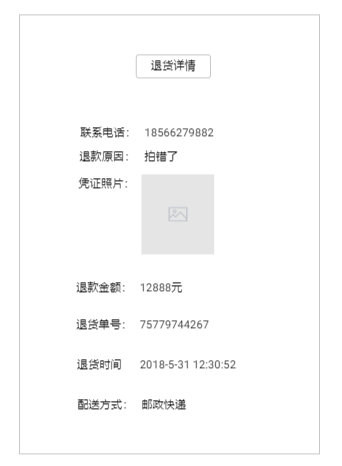 退货详情
联系电话： 18566279882
退款原因： 拍错了
凭证照片：
退款金额： 12888元
退货单号： 75779744267
退货时间 2018-5-31 12:30:52
配送方式： 邮政快递